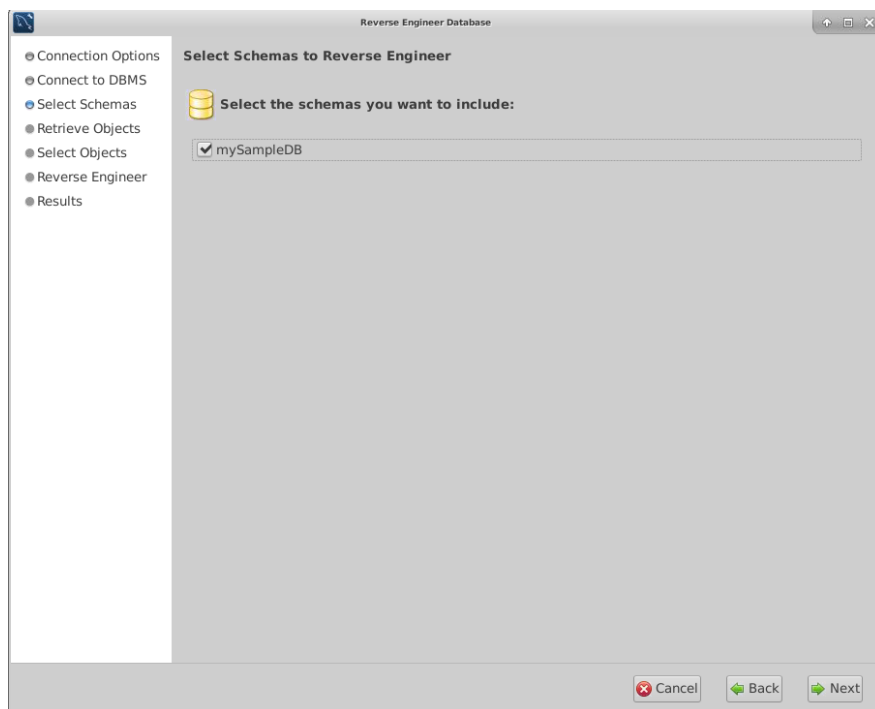 Reverse Engineer Database
Connection Options
Connect to DBMS
Select Schemas
Retrieve Objects
Select Objects
Reverse Engineer
Results
Select Schemas to Reverse Engineer
Select the schemas you want to include:
mySampleDB
Cancel
Back
Next